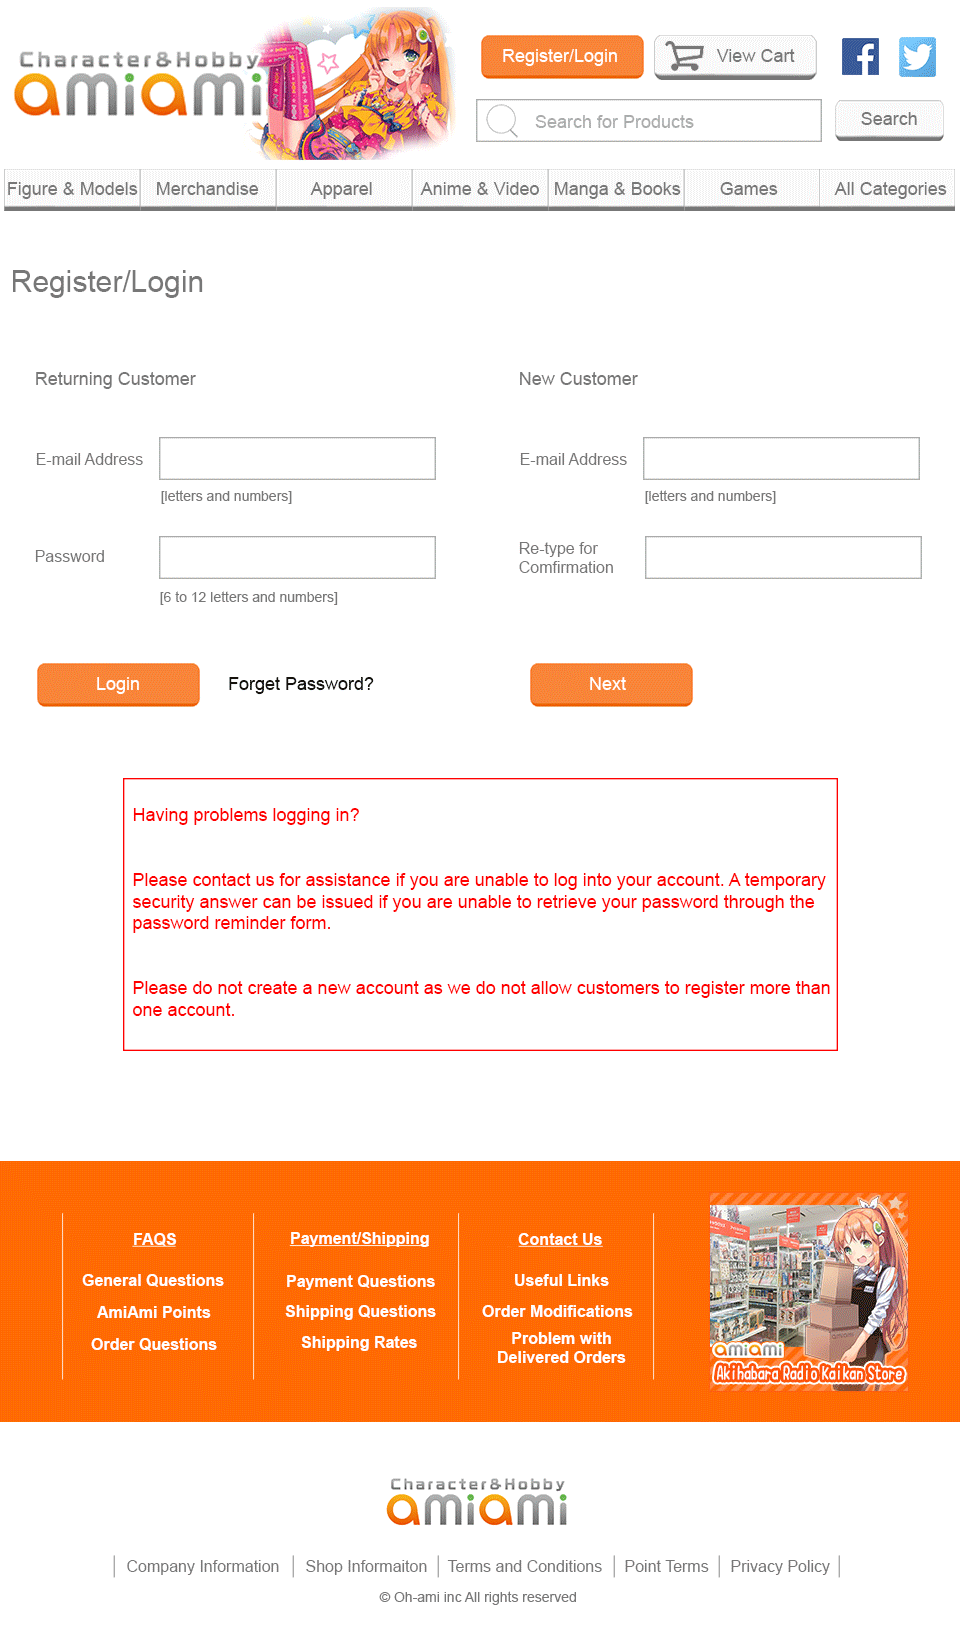 Character&Hobby
amiami
Register/Login
View Cart
Search for Products
Search
Figure & Models
Merchandise
Apparel
Anime & Video
Manga & Books
Games
All Categories
Register/Login
Returning Customer
E-mail Address
[letters and numbers]
Password
[6 to 12 letters and numbers]
Login
Forget Password?
New Customer
E-mail Address
[letters and numbers]
Re-type for
Comfirmation
Next
Having problems logging in?
Please contact us for assistance if you are unable to log into your account. A temporary
security answer can be issued if you are unable to retrieve your password through the
password reminder form.
Please do not create a new account as we do not allow customers to register more than
one account.
FAQS
General Questions
AmiAmi Points
Order Questions
Payment/Shipping
Payment Questions
Shipping Questions
Shipping Rates
Contact Us
Useful Links
Order Modifications
Problem with
Delivered Orders
amiami
Akihabara Radio Kaikan Store
Character&Hobby
amiami
Company Information
Shop Informaiton
Terms and Conditions
Point Terms
Privacy Policy
© Oh-ami inc All rights reserved